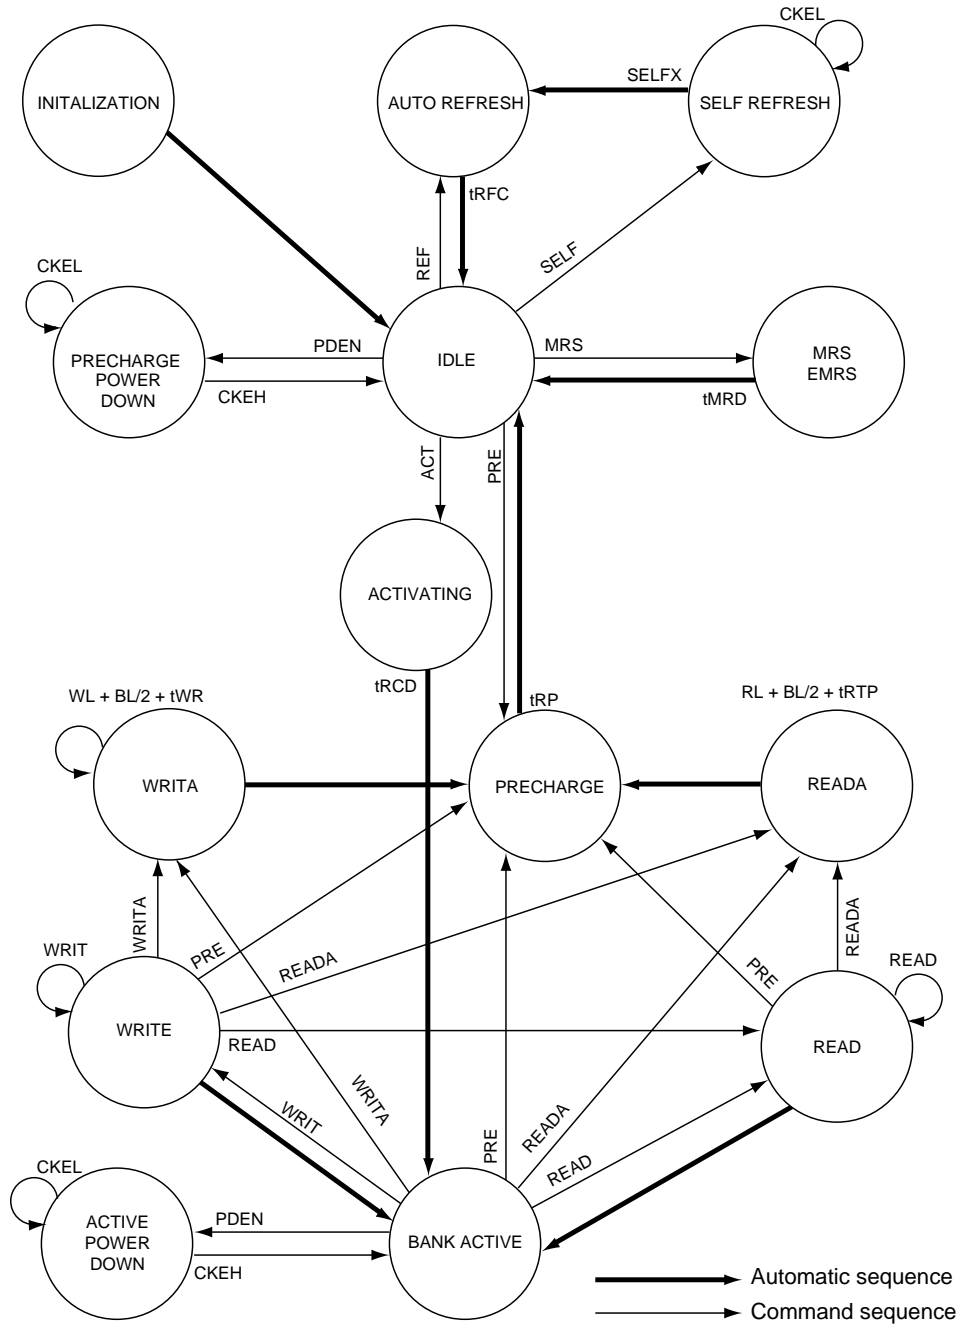 CKEL
SELFX
INITALIZATION
AUTO REFRESH
SELF REFRESH
tRFC
REF
SELF
CKEL
PDEN
IDLE
MRS
MRS
EMRS
PRECHARGE
POWER
DOWN
CKEH
tMRD
ACT
PRE
ACTIVATING
tRCD
WL + BL/2 + tWR
tRP
RL + BL/2 + tRTP
WRITA
PRECHARGE
READA
WRITA
PRE
READA
READA
PRE
WRIT
READ
WRITE
READ
READ
WRITA
WRIT
PRE
READA
READ
CKEL
ACTIVE
POWER
DOWN
PDEN
BANK ACTIVE
CKEH
Automatic sequence
Command sequence